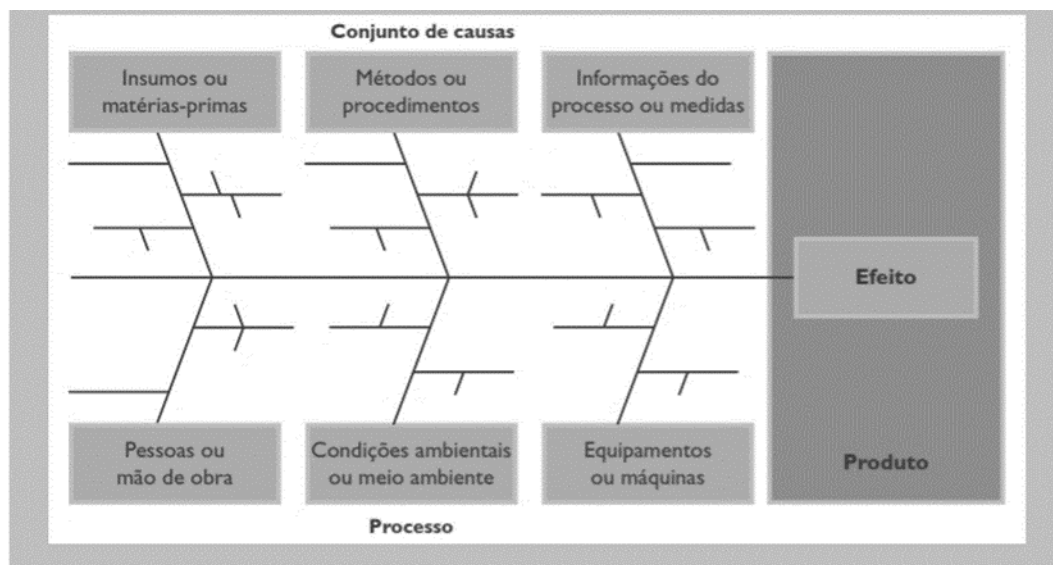 Conjunto de causas
Insumos ou
matérias-primas
Métodos ou
procedimentos
Informações do
processo ou medidas
Efeito
Pessoas ou
mão de obra
Condições ambientais
ou meio ambiente
Equipamentos
ou máquinas
Produto
Processo